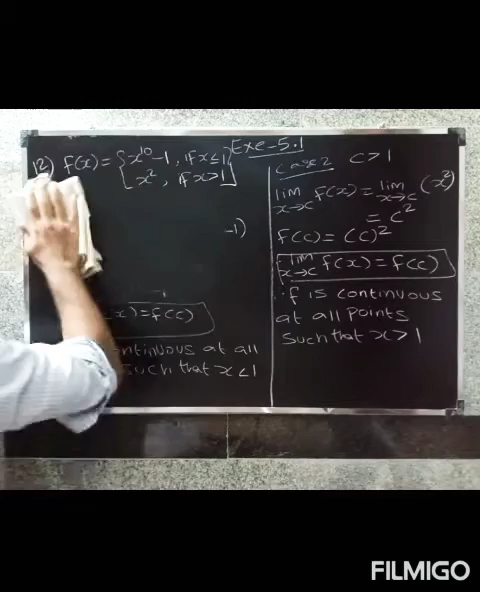 Exe-5.1
12) f(x) = { x¹⁰-1, if x≤1
x², if x>1
-1)
x)=f(c)
ntinuous at all
such that x<1
case 2 c>1
lim x→c f(x) = lim x→c (x²)
= c²
f(c) = (c)²
lim x→c f(x) = f(c)
∴ f is continuous
at all points
such that x>1
FILMIGO